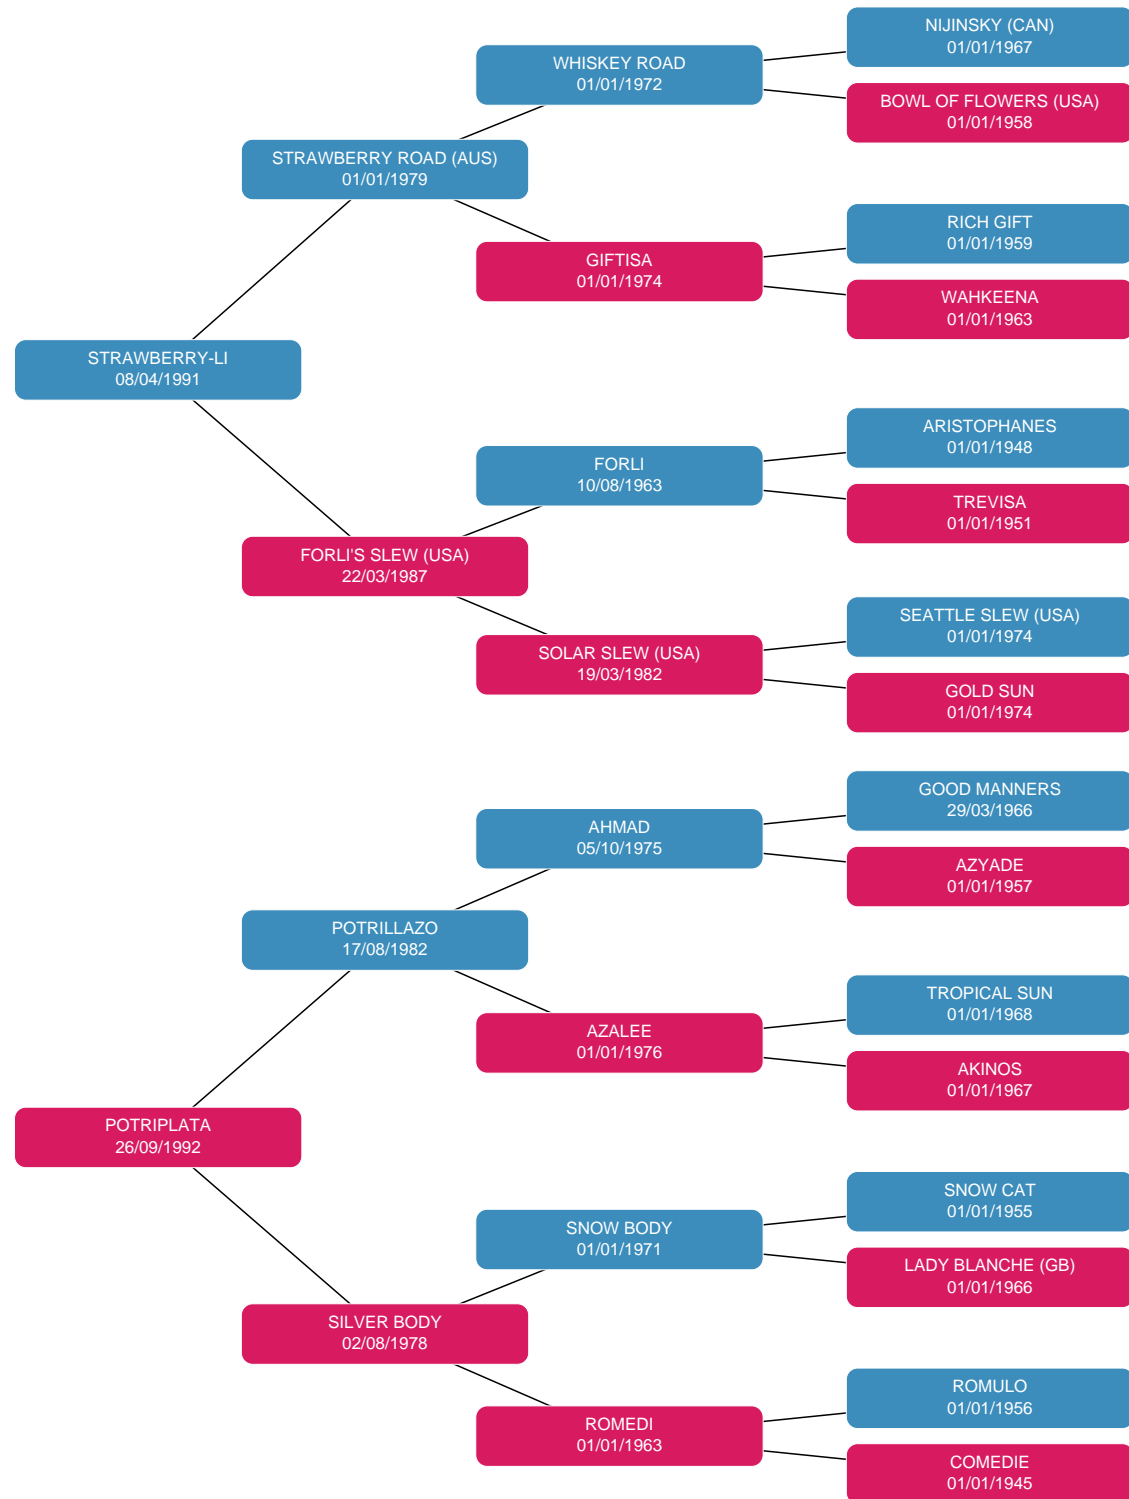 NIJINSKY (CAN)
01/01/1967
WHISKEY ROAD
01/01/1972
BOWL OF FLOWERS (USA)
01/01/1958
STRAWBERRY ROAD (AUS)
01/01/1979
RICH GIFT
01/01/1959
GIFTISA
01/01/1974
WAHKEENA
01/01/1963
STRAWBERRY-LI
08/04/1991
ARISTOPHANES
01/01/1948
FORLI
10/08/1963
TREVISA
01/01/1951
FORLI'S SLEW (USA)
22/03/1987
SEATTLE SLEW (USA)
01/01/1974
SOLAR SLEW (USA)
19/03/1982
GOLD SUN
01/01/1974
GOOD MANNERS
29/03/1966
AHMAD
05/10/1975
AZYADE
01/01/1957
POTRILLAZO
17/08/1982
TROPICAL SUN
01/01/1968
AZALEE
01/01/1976
AKINOS
01/01/1967
POTRIPLATA
26/09/1992
SNOW CAT
01/01/1955
SNOW BODY
01/01/1971
LADY BLANCHE (GB)
01/01/1966
SILVER BODY
02/08/1978
ROMULO
01/01/1956
ROMEDI
01/01/1963
COMEDIE
01/01/1945